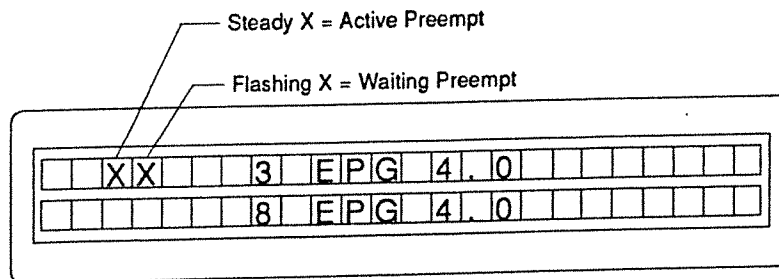 Steady X = Active Preempt
Flashing X = Waiting Preempt
XX 3 EPG 4.0
8 EPG 4.0